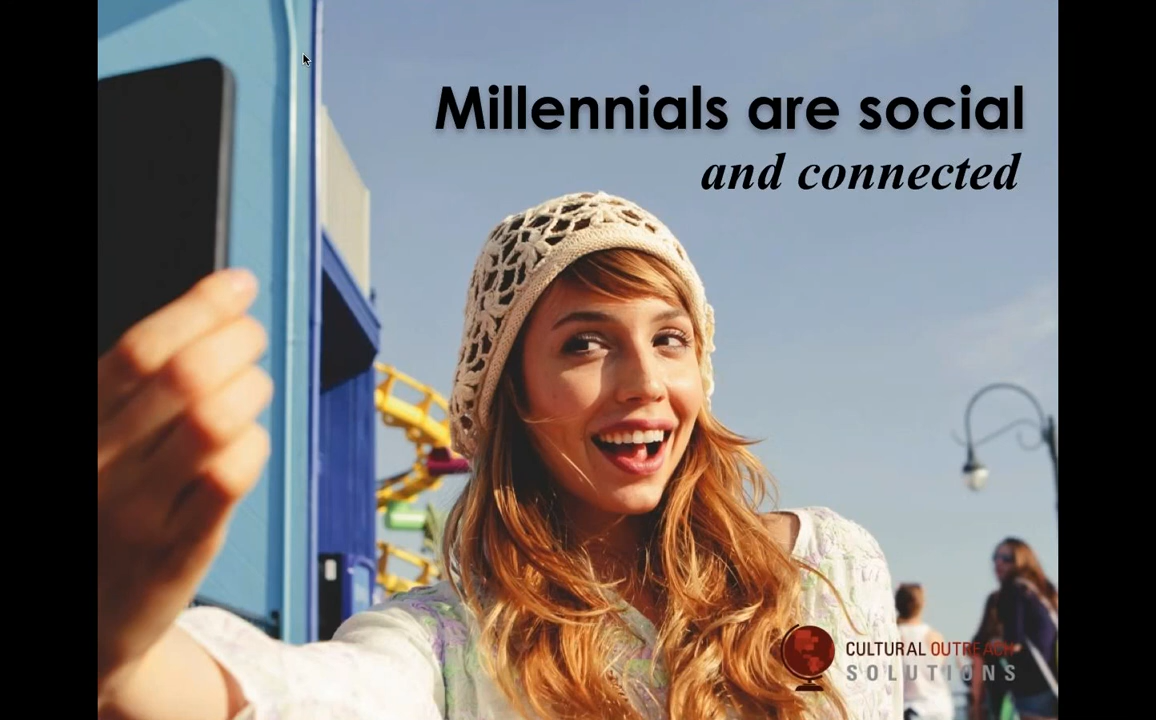 Millennials are social
and connected
CULTURAL OUTREACH
SOLUTIONS